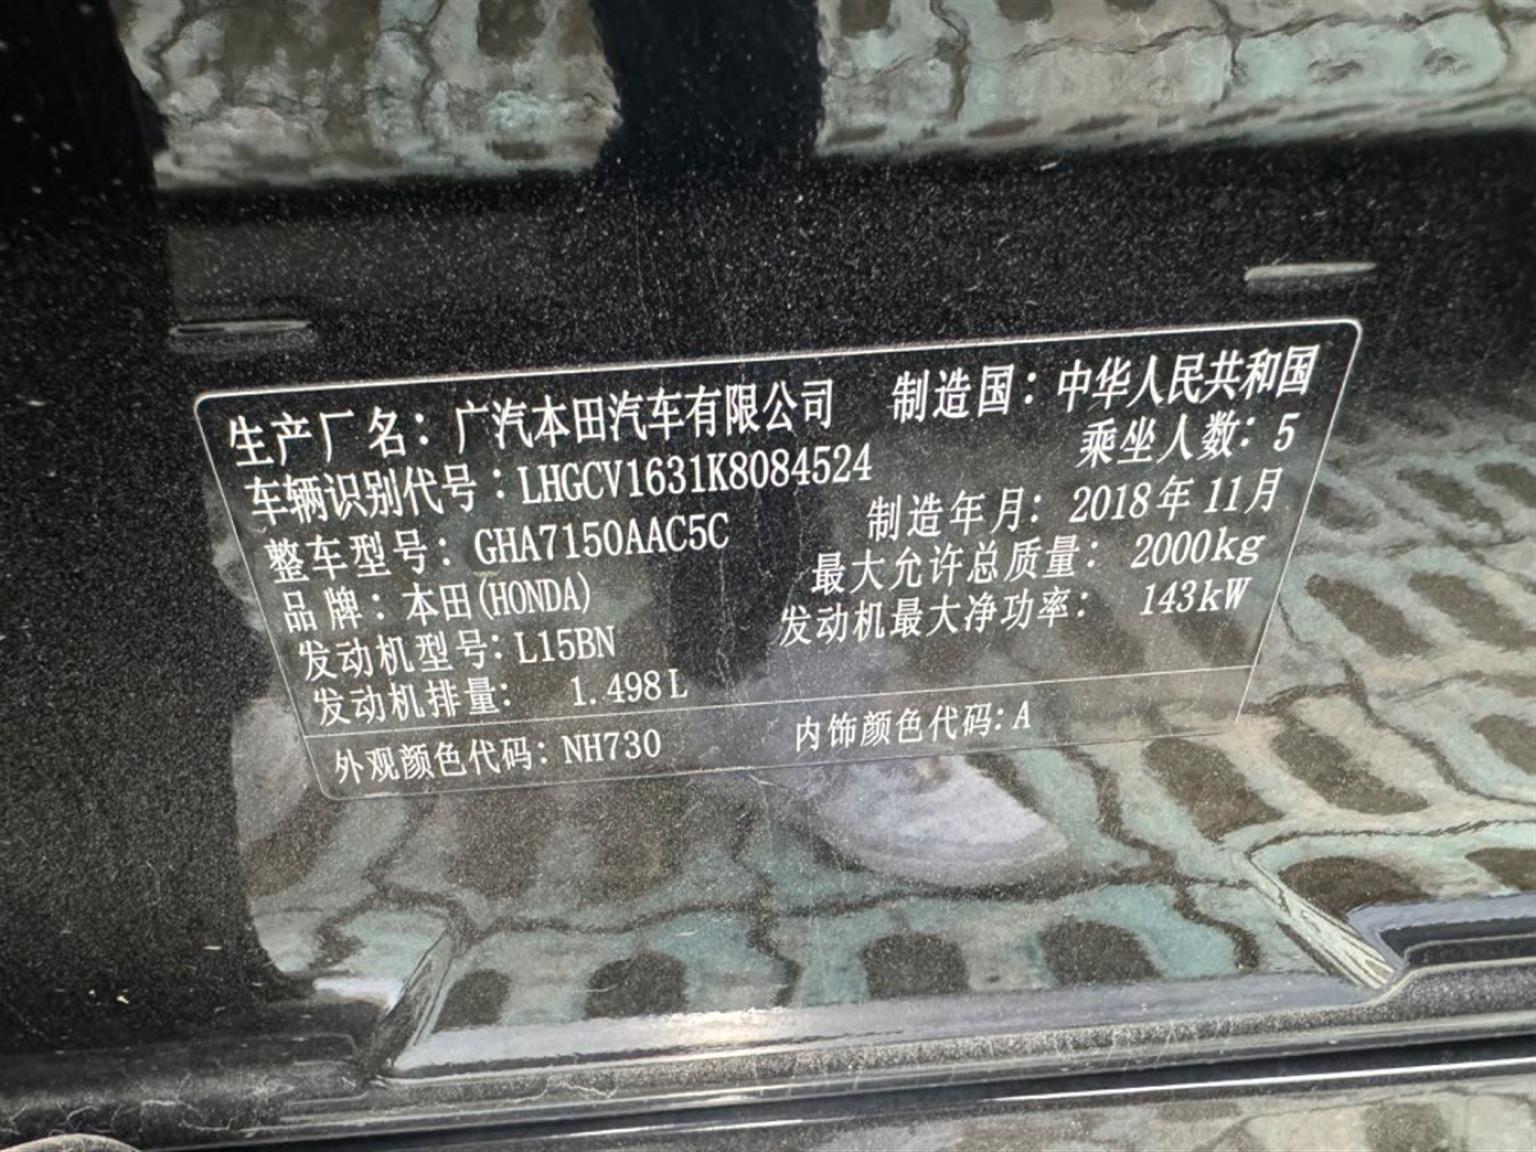 生产厂名：广汽本田汽车有限公司 制造国：中华人民共和国
车辆识别代号：LHGCV1631K8084524 乘坐人数：5
整车型号：GHA7150AAC5C 制造年月：2018年11月
品牌：本田(HONDA) 最大允许总质量：2000kg
发动机型号：L15BN 发动机最大净功率：143kW
发动机排量：1.498L
外观颜色代码：NH730 内饰颜色代码：A